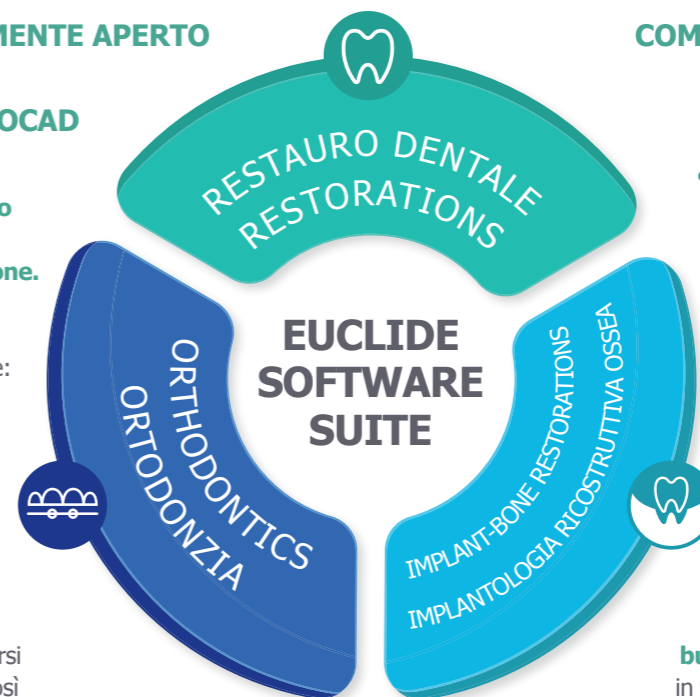 MENTE APERTO
COM
OCAD
o
one.
e:
RESTAURO DENTALE
RESTORATIONS
EUCLIDE
SOFTWARE
SUITE
ORTHODONTICS
ORTODONZIA
IMPLANT-BONE RESTORATIONS
IMPLANTOLOGIA RICOSTRUTTIVA OSSEA
rsi
osì
bu
in